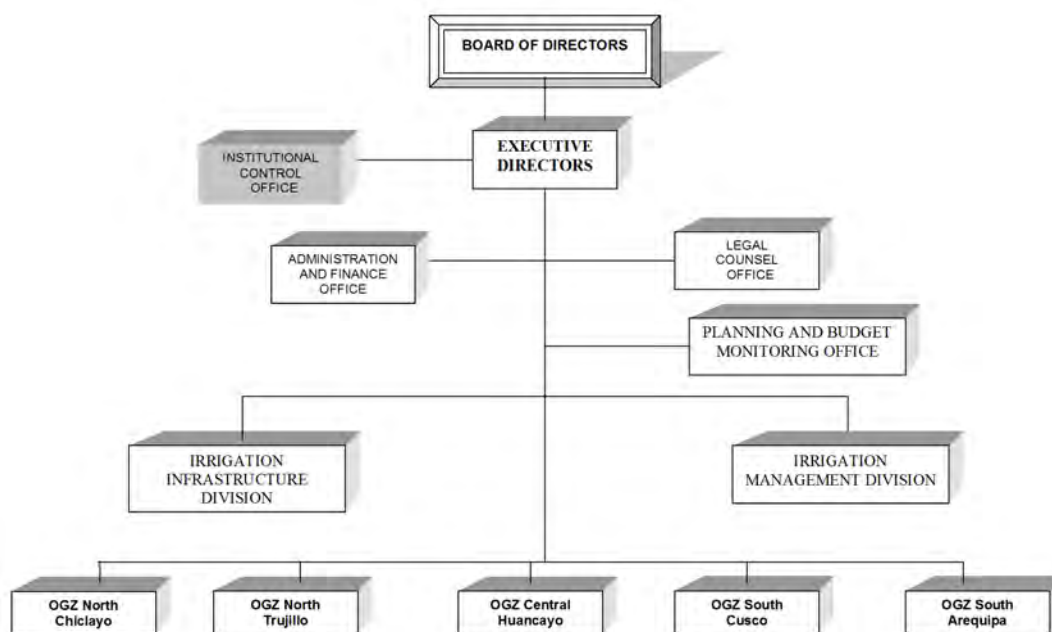 BOARD OF DIRECTORS
EXECUTIVE
DIRECTORS
INSTITUTIONAL
CONTROL
OFFICE
ADMINISTRATION
AND FINANCE
OFFICE
LEGAL
COUNSEL
OFFICE
PLANNING AND BUDGET
MONITORING OFFICE
IRRIGATION
INFRASTRUCTURE
DIVISION
IRRIGATION
MANAGEMENT DIVISION
OGZ North
Chiclayo
OGZ North
Trujillo
OGZ Central
Huancayo
OGZ South
Cusco
OGZ South
Arequipa